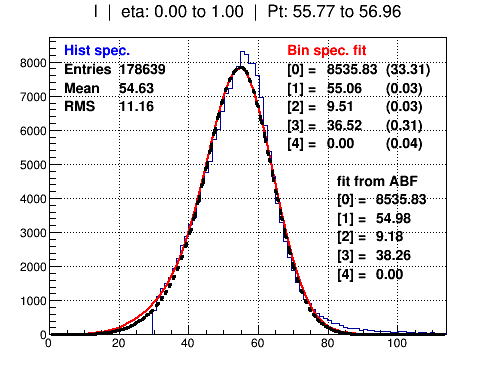 I | eta: 0.00 to 1.00 | Pt: 55.77 to 56.96
Hist spec.
Entries 178639
Mean 54.63
RMS 11.16
Bin spec. fit
[0] = 8535.83 (33.31)
[1] = 55.06 (0.03)
[2] = 9.51 (0.03)
[3] = 36.52 (0.31)
[4] = 0.00 (0.04)
fit from ABF
[0] = 8535.83
[1] = 54.98
[2] = 9.18
[3] = 38.26
[4] = 0.00
8000
7000
6000
5000
4000
3000
2000
1000
0
0 20 40 60 80 100